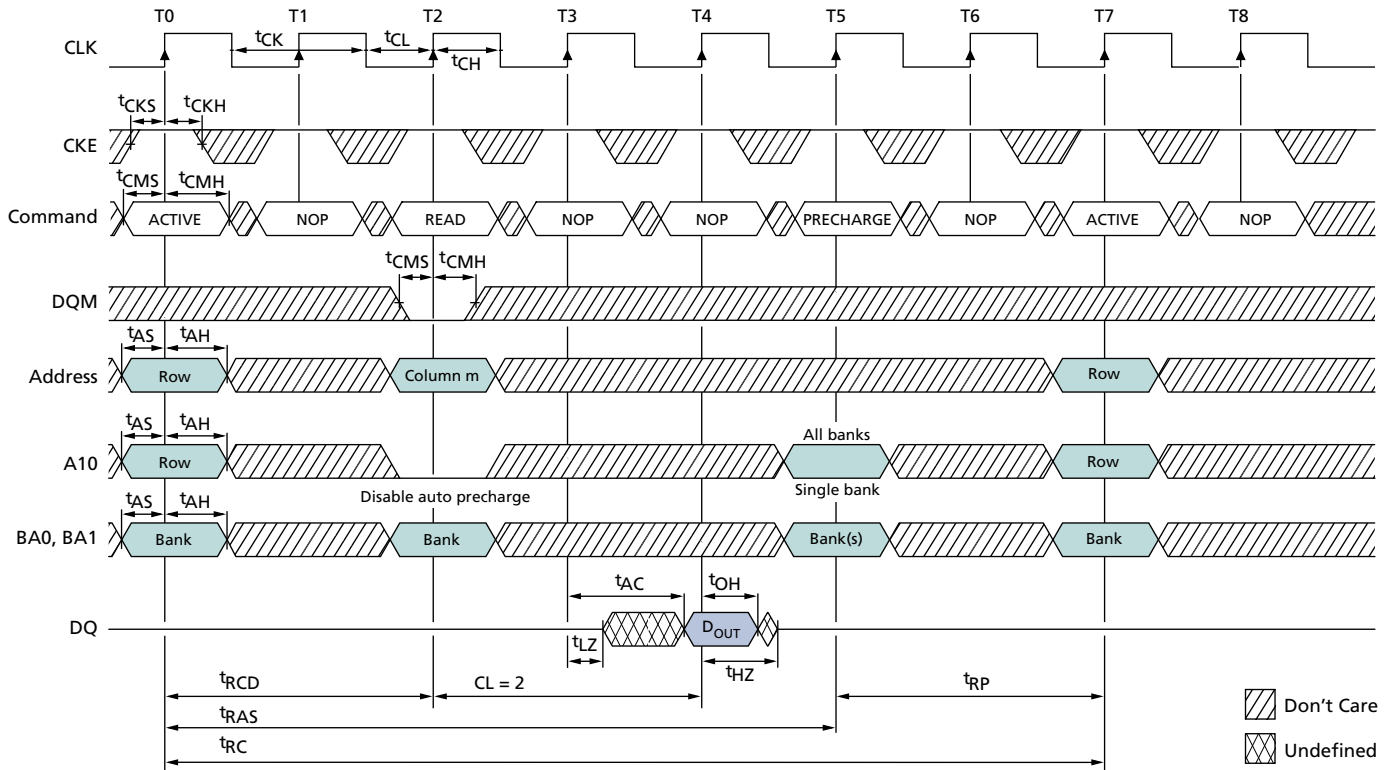 T0 T1 T2 T3 T4 T5 T6 T7 T8
CLK
tCK tCL
tCH
tCKS tCKH
CKE
tCMS tCMH
Command ACTIVE NOP READ NOP NOP PRECHARGE NOP ACTIVE NOP
tCMS tCMH
DQM
tAS tAH
Address Row Column m Row
tAS tAH
All banks
A10 Row Row
Disable auto precharge Single bank
tAS tAH
BA0, BA1 Bank Bank Bank(s) Bank
tAC tOH
DQ DOUT
tLZ tHZ
tRCD CL = 2 tRP
tRAS
tRC
Don't Care
Undefined